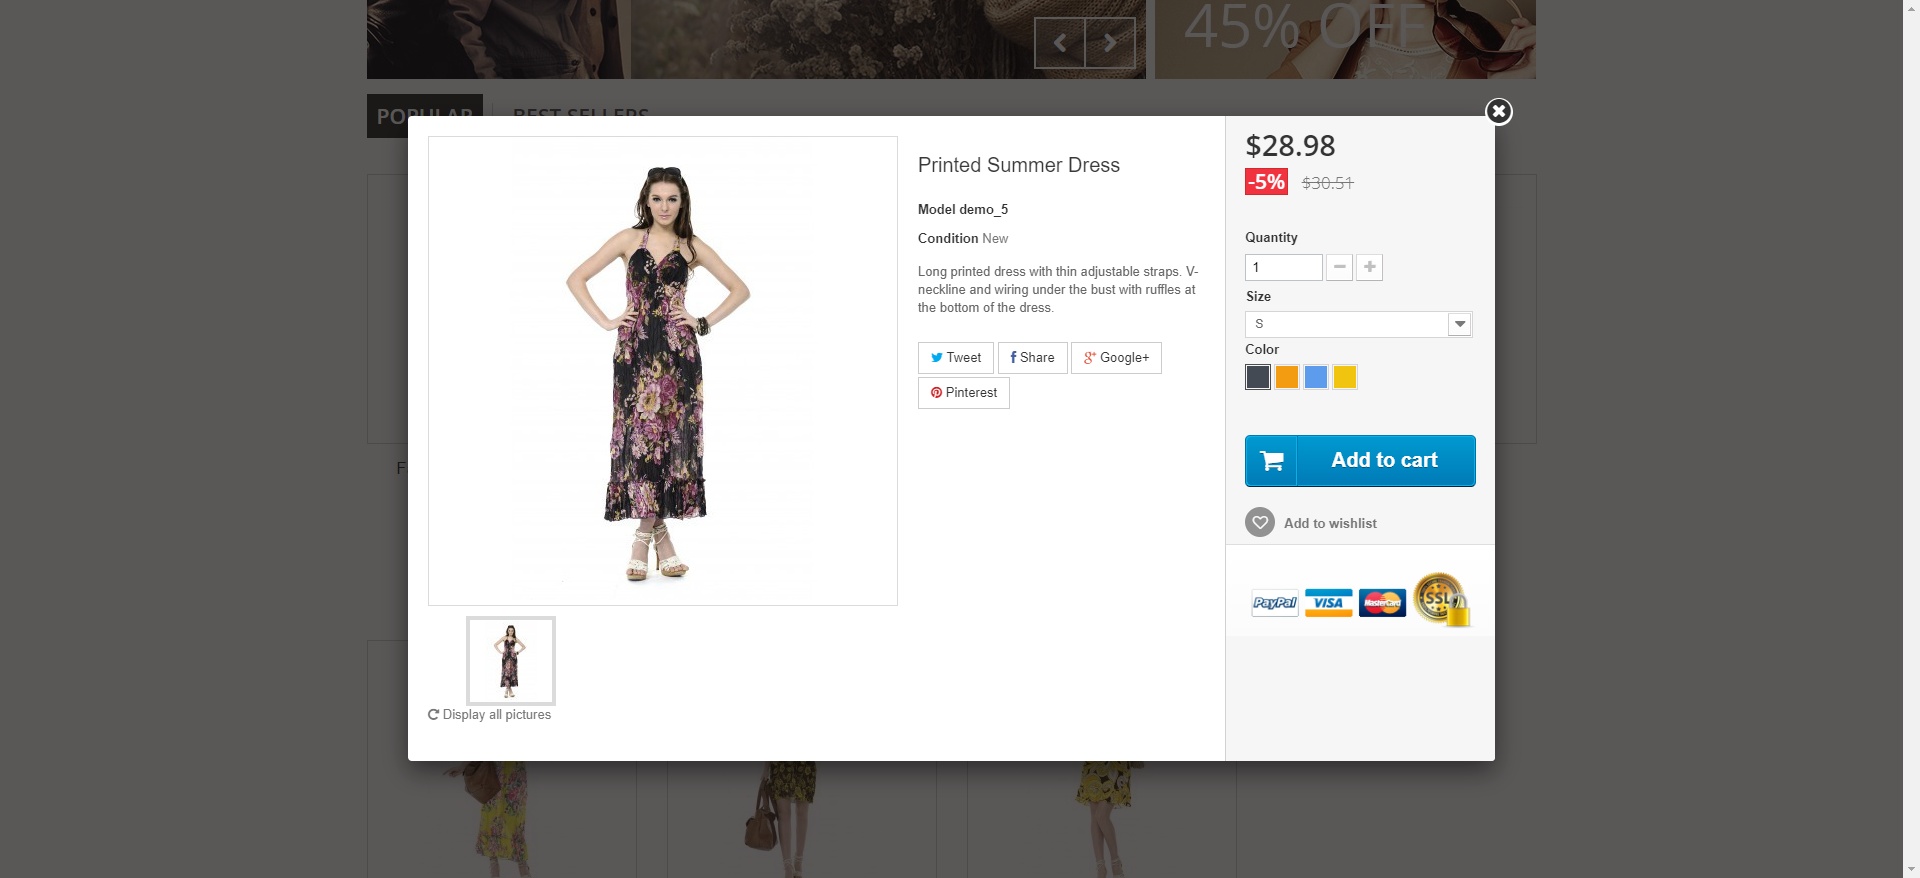 45% OFF
POPULAR
BEST SELLERS
Printed Summer Dress
Model demo_5
Condition New
Long printed dress with thin adjustable straps. V-
neckline and wiring under the bust with ruffles at
the bottom of the dress.
Tweet
Share
Google+
Pinterest
Display all pictures
$28.98
-5% $30.51
Quantity
1
Size
S
Color
Add to cart
Add to wishlist
PayPal VISA MasterCard SSL
F